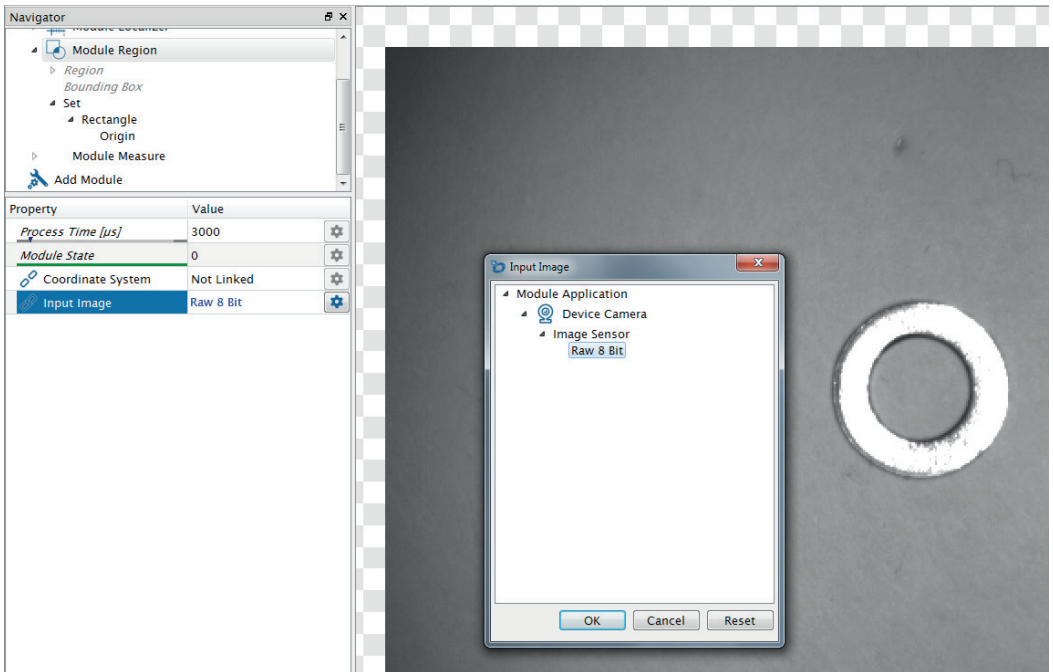 Navigator
Module Localizer
Module Region
Region
Bounding Box
Set
Rectangle
Origin
Module Measure
Add Module
Property Value
Process Time [µs] 3000
Module State 0
Coordinate System Not Linked
Input Image Raw 8 Bit
Input Image
Module Application
Device Camera
Image Sensor
Raw 8 Bit
OK Cancel Reset